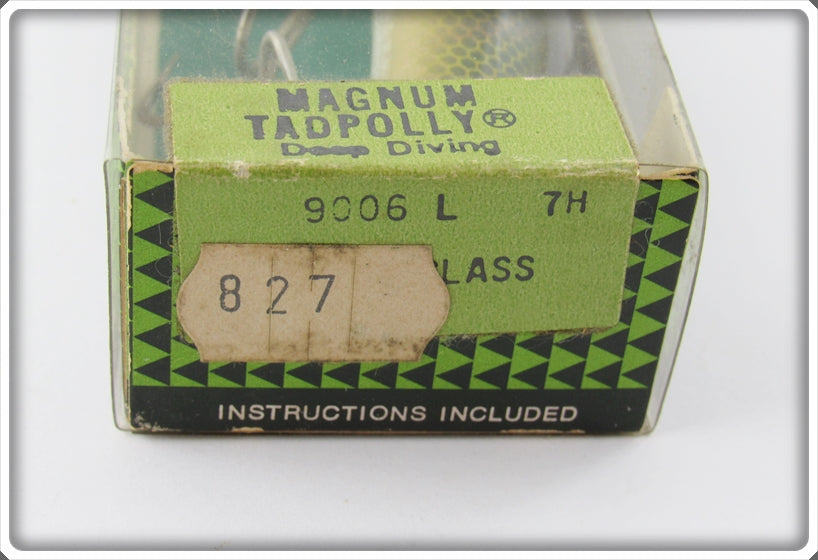 MAGNUM
TADPOLLY®
Deep Diving
9006 L 7H
LASS
827
INSTRUCTIONS INCLUDED